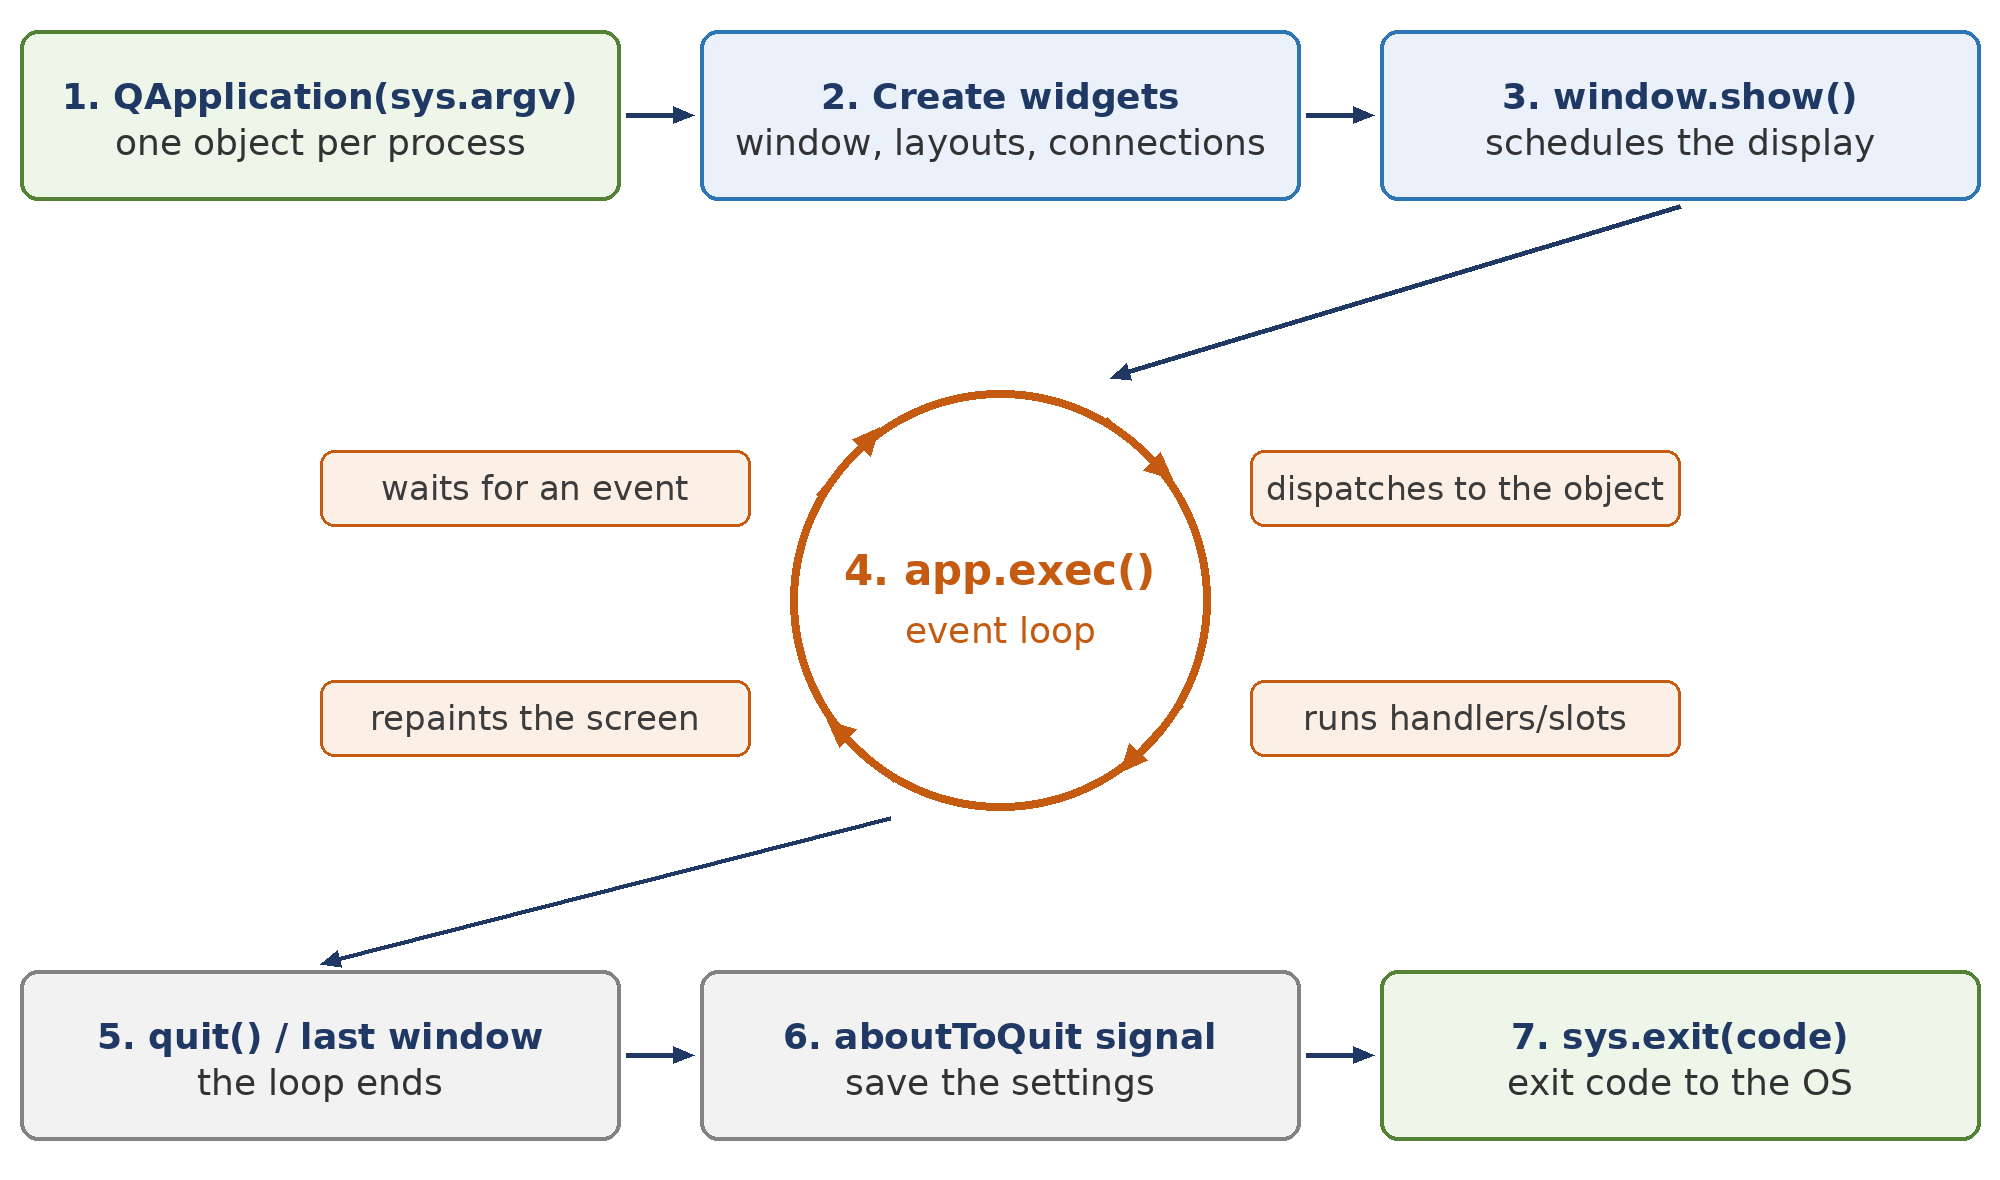 1. QApplication(sys.argv)
one object per process
2. Create widgets
window, layouts, connections
3. window.show()
schedules the display
waits for an event
dispatches to the object
4. app.exec()
event loop
repaints the screen
runs handlers/slots
5. quit() / last window
the loop ends
6. aboutToQuit signal
save the settings
7. sys.exit(code)
exit code to the OS